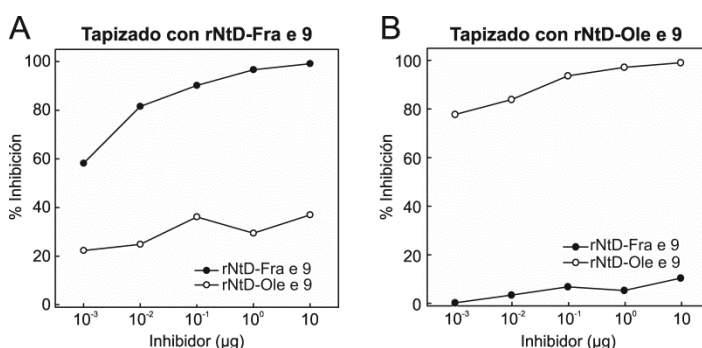 A
Tapizado con rNtD-Fra e 9
% Inhibición
100
80
60
40
20
0
rNtD-Fra e 9
rNtD-Ole e 9
10⁻³ 10⁻² 10⁻¹ 10⁰ 10
Inhibidor (µg)
B
Tapizado con rNtD-Ole e 9
% Inhibición
100
80
60
40
20
0
rNtD-Fra e 9
rNtD-Ole e 9
10⁻³ 10⁻² 10⁻¹ 10⁰ 10
Inhibidor (µg)